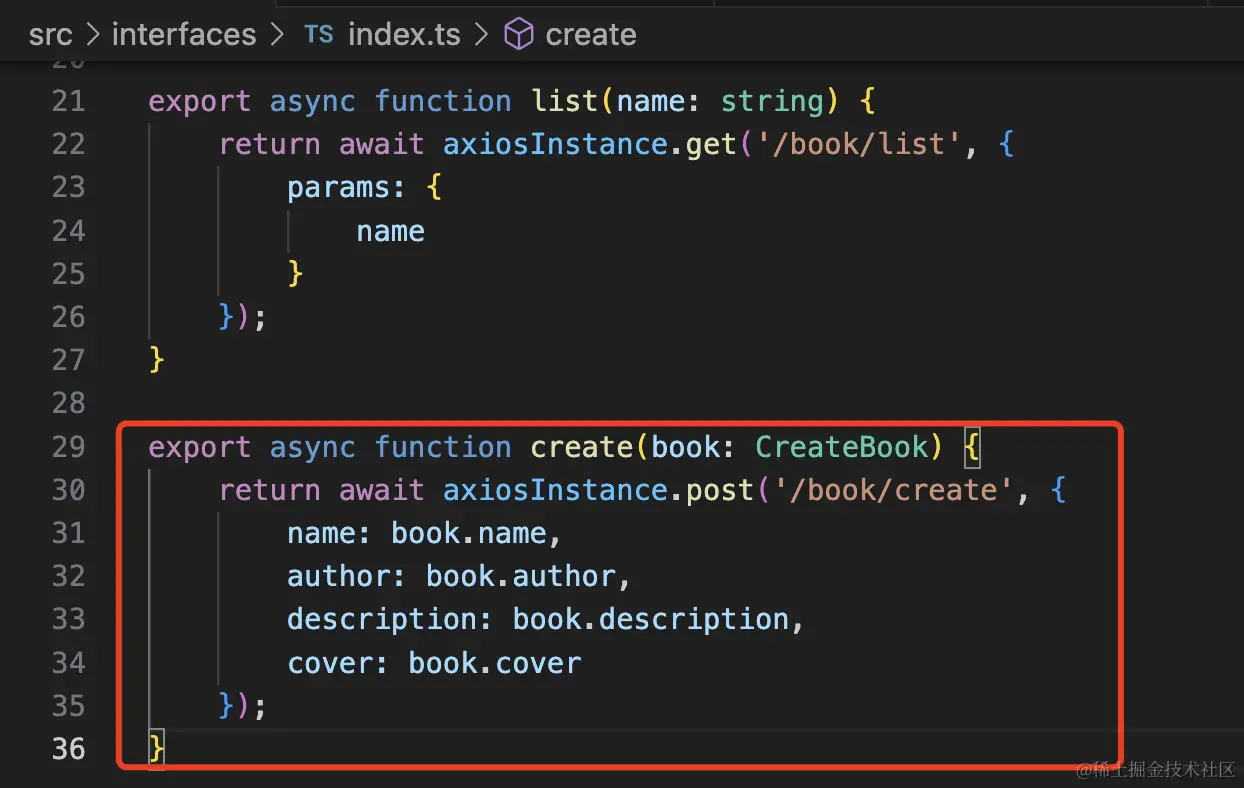 src > interfaces > TS index.ts > create
20
21 export async function list(name: string) {
22     return await axiosInstance.get('/book/list', {
23         params: {
24             name
25         }
26     });
27 }
28
29 export async function create(book: CreateBook) {
30     return await axiosInstance.post('/book/create', {
31         name: book.name,
32         author: book.author,
33         description: book.description,
34         cover: book.cover
35     });
36 }
@稀土掘金技术社区